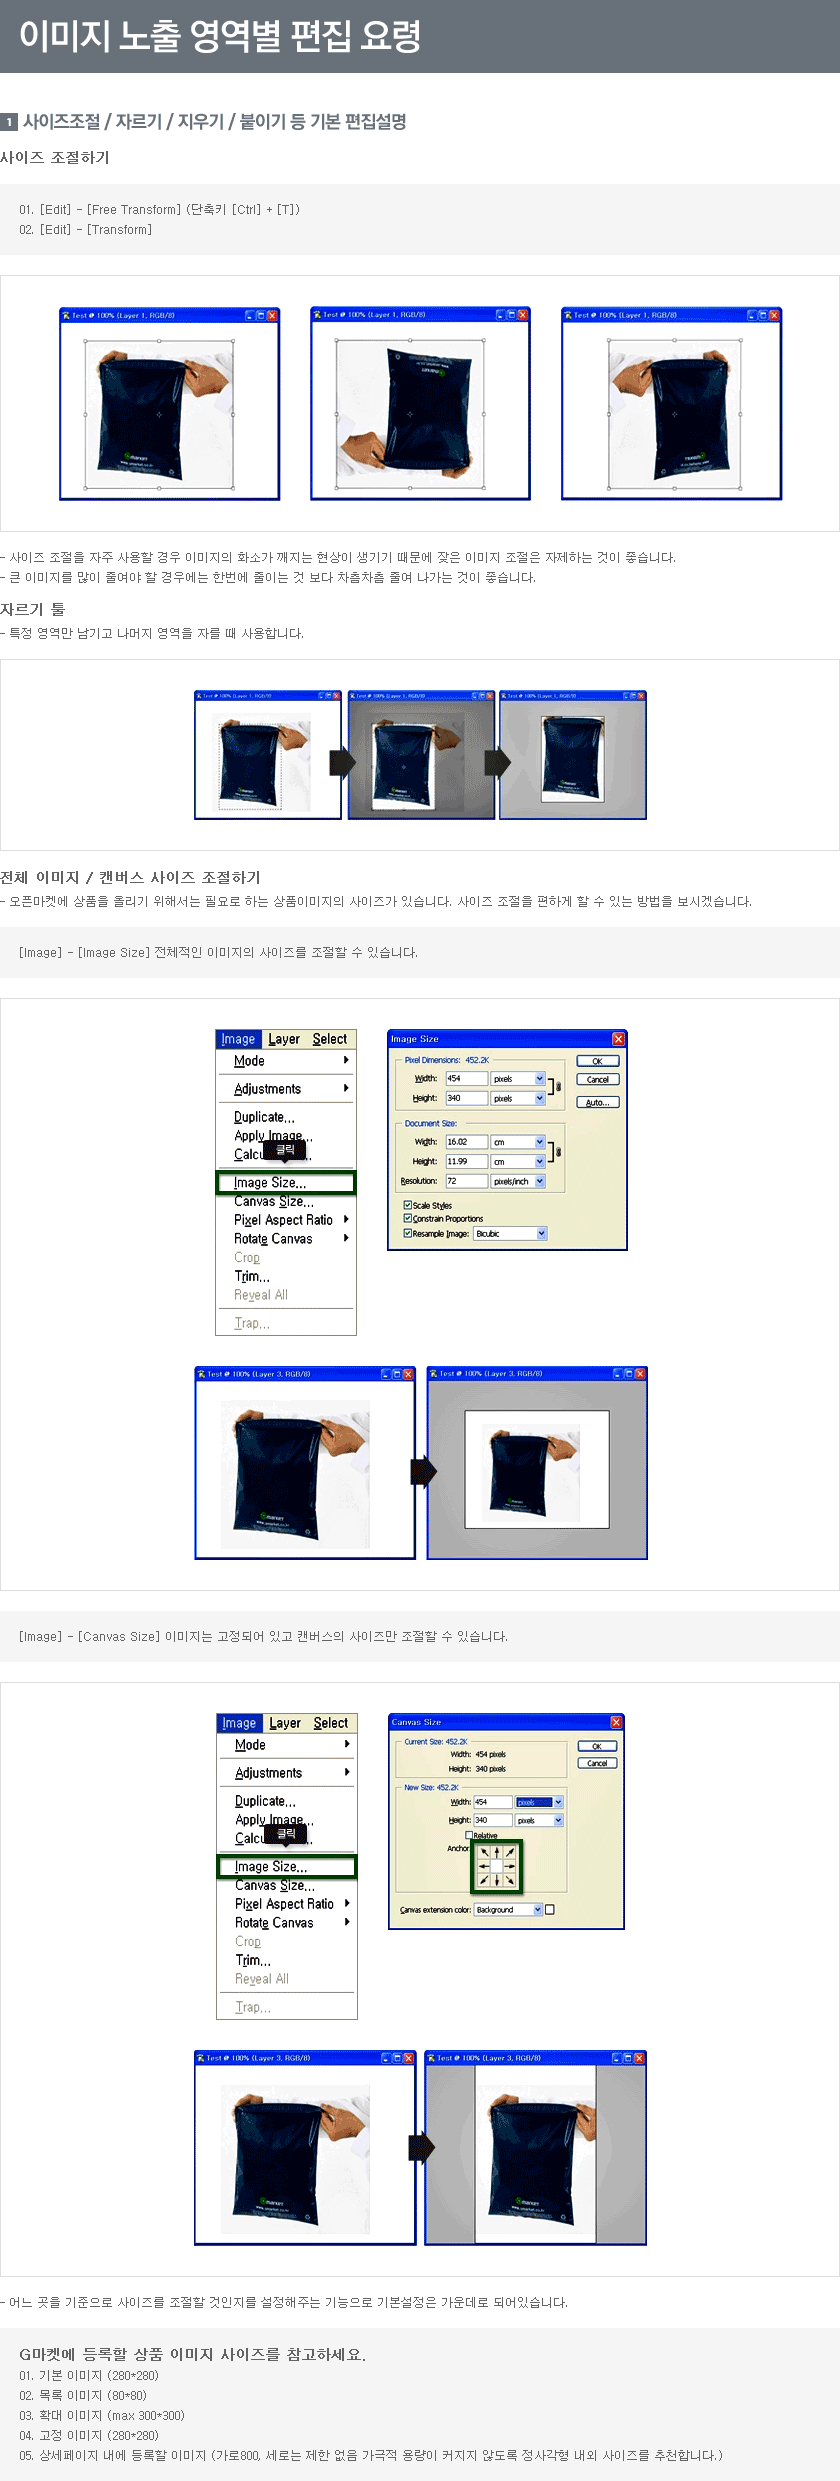 이미지 노출 영역별 편집 요령
1 사이즈조절 / 자르기 / 지우기 / 붙이기 등 기본 편집설명
사이즈 조절하기
01. [Edit] - [Free Transform] (단축키 [Ctrl] + [T])
02. [Edit] - [Transform]
Test @ 100% (Layer 1, RGB/8)
Test @ 100% (Layer 1, RGB/8)
Test @ 100% (Layer 1, RGB/8)
- 사이즈 조절을 자주 사용할 경우 이미지의 화소가 깨지는 현상이 생기기 때문에 잦은 이미지 조절은 자제하는 것이 좋습니다.
- 큰 이미지를 많이 줄여야 할 경우에는 한번에 줄이는 것 보다 차츰차츰 줄여 나가는 것이 좋습니다.
자르기 툴
- 특정 영역만 남기고 나머지 영역을 자를 때 사용합니다.
Test @ 100% (Layer 1, RGB/8)
Test @ 100% (Layer 1, RGB/8)
Test @ 100% (Layer 1, RGB/8)
전체 이미지 / 캔버스 사이즈 조절하기
- 오픈마켓에 상품을 올리기 위해서는 필요로 하는 상품이미지의 사이즈가 있습니다. 사이즈 조절을 편하게 할 수 있는 방법을 보시겠습니다.
[Image] - [Image Size] 전체적인 이미지의 사이즈를 조절할 수 있습니다.
Image Layer Select
Mode
Adjustments
Duplicate...
Apply Image...
클릭
Image Size...
Canvas Size...
Pixel Aspect Ratio
Rotate Canvas
Crop
Trim...
Reveal All
Trap...
Image Size
Pixel Dimensions: 452.2K
Width: 454 pixels
Height: 340 pixels
OK
Cancel
Auto...
Document Size:
Width: 16.02 cm
Height: 11.99 cm
Resolution: 72 pixels/inch
Scale Styles
Constrain Proportions
Resample Image: Bicubic
Test @ 100% (Layer 3, RGB/8)
Test @ 100% (Layer 3, RGB/8)
[Image] - [Canvas Size] 이미지는 고정되어 있고 캔버스의 사이즈만 조절할 수 있습니다.
Image Layer Select
Mode
Adjustments
Duplicate...
Apply Image...
클릭
Image Size...
Canvas Size...
Pixel Aspect Ratio
Rotate Canvas
Crop
Trim...
Reveal All
Trap...
Canvas Size
Current Size: 452.2K
Width: 454 pixels
Height: 340 pixels
OK
Cancel
New Size: 452.2K
Width: 454 pixels
Height: 340 pixels
Relative
Anchor:
Canvas extension color: Background
Test @ 100% (Layer 3, RGB/8)
Test @ 100% (Layer 3, RGB/8)
- 어느 곳을 기준으로 사이즈를 조절할 것인지를 설정해주는 기능으로 기본설정은 가운데로 되어있습니다.
G마켓에 등록할 상품 이미지 사이즈를 참고하세요.
01. 기본 이미지 (280*280)
02. 목록 이미지 (80*80)
03. 확대 이미지 (max 300*300)
04. 고정 이미지 (280*280)
05. 상세페이지 내에 등록할 이미지 (가로800, 세로는 제한 없음 가극적 용량이 커지지 않도록 정사각형 내외 사이즈를 추천합니다.)